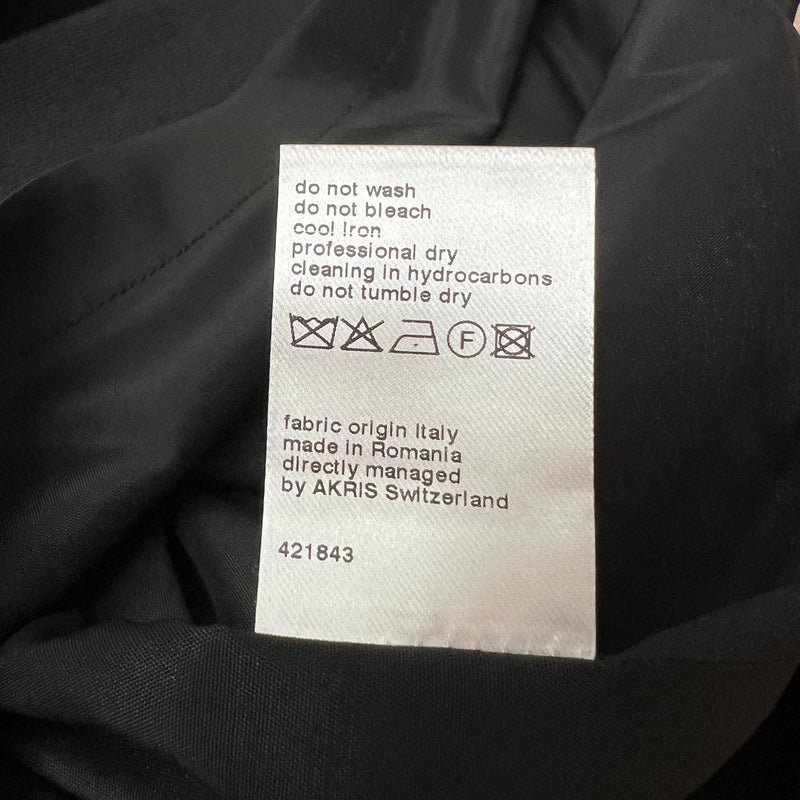 do not wash
do not bleach
cool iron
professional dry
cleaning in hydrocarbons
do not tumble dry
F
fabric origin Italy
made in Romania
directly managed
by AKRIS Switzerland
421843